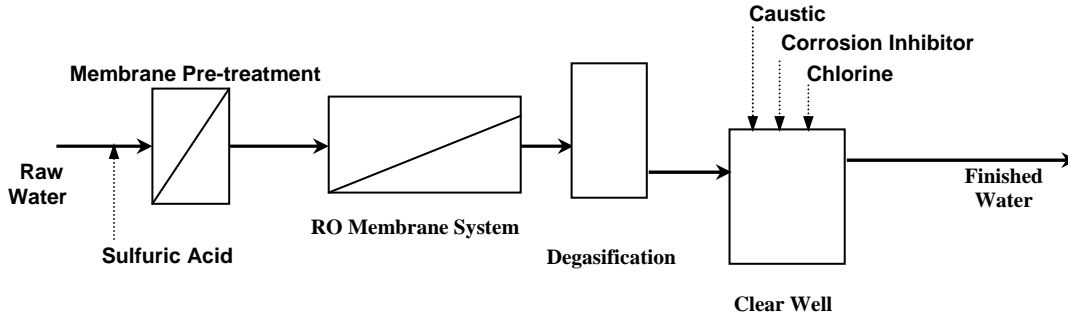 Caustic
Corrosion Inhibitor
Chlorine
Membrane Pre-treatment
Raw
Water
Sulfuric Acid
RO Membrane System
Degasification
Clear Well
Finished
Water